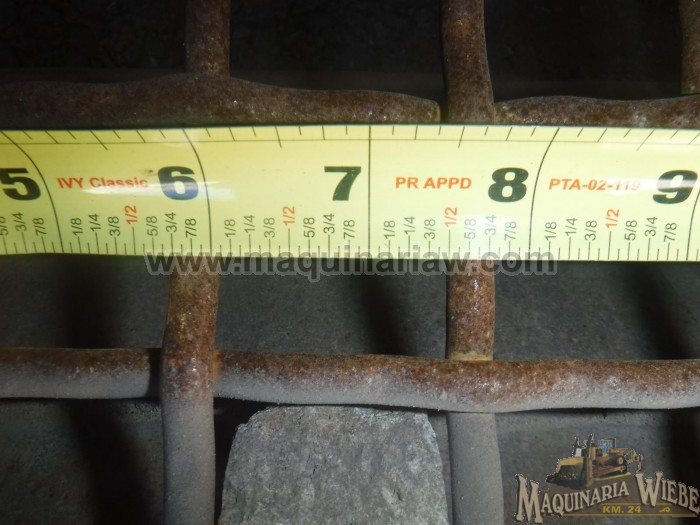 5 IVY Classic 6 7 PR APPD 8 PTA-02-119 9
5/8 3/4 7/8 1/8 1/4 3/8 1/2 5/8 3/4 7/8 1/8 1/4 3/8 1/2 5/8 3/4 7/8 1/8 1/4 3/8 1/2 5/8 3/4 7/8 1/8 1/4 3/8 1/2 5/8 3/4 7/8
www.maquinariaw.com
MAQUINARIA WIEBE
KM. 24